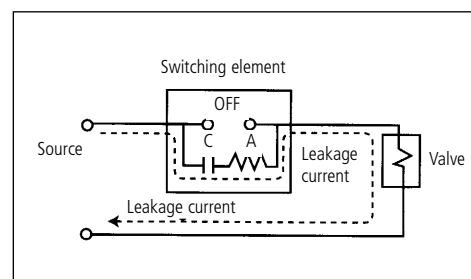 Switching element
OFF
C A
Source
Leakage
current
Valve
Leakage current